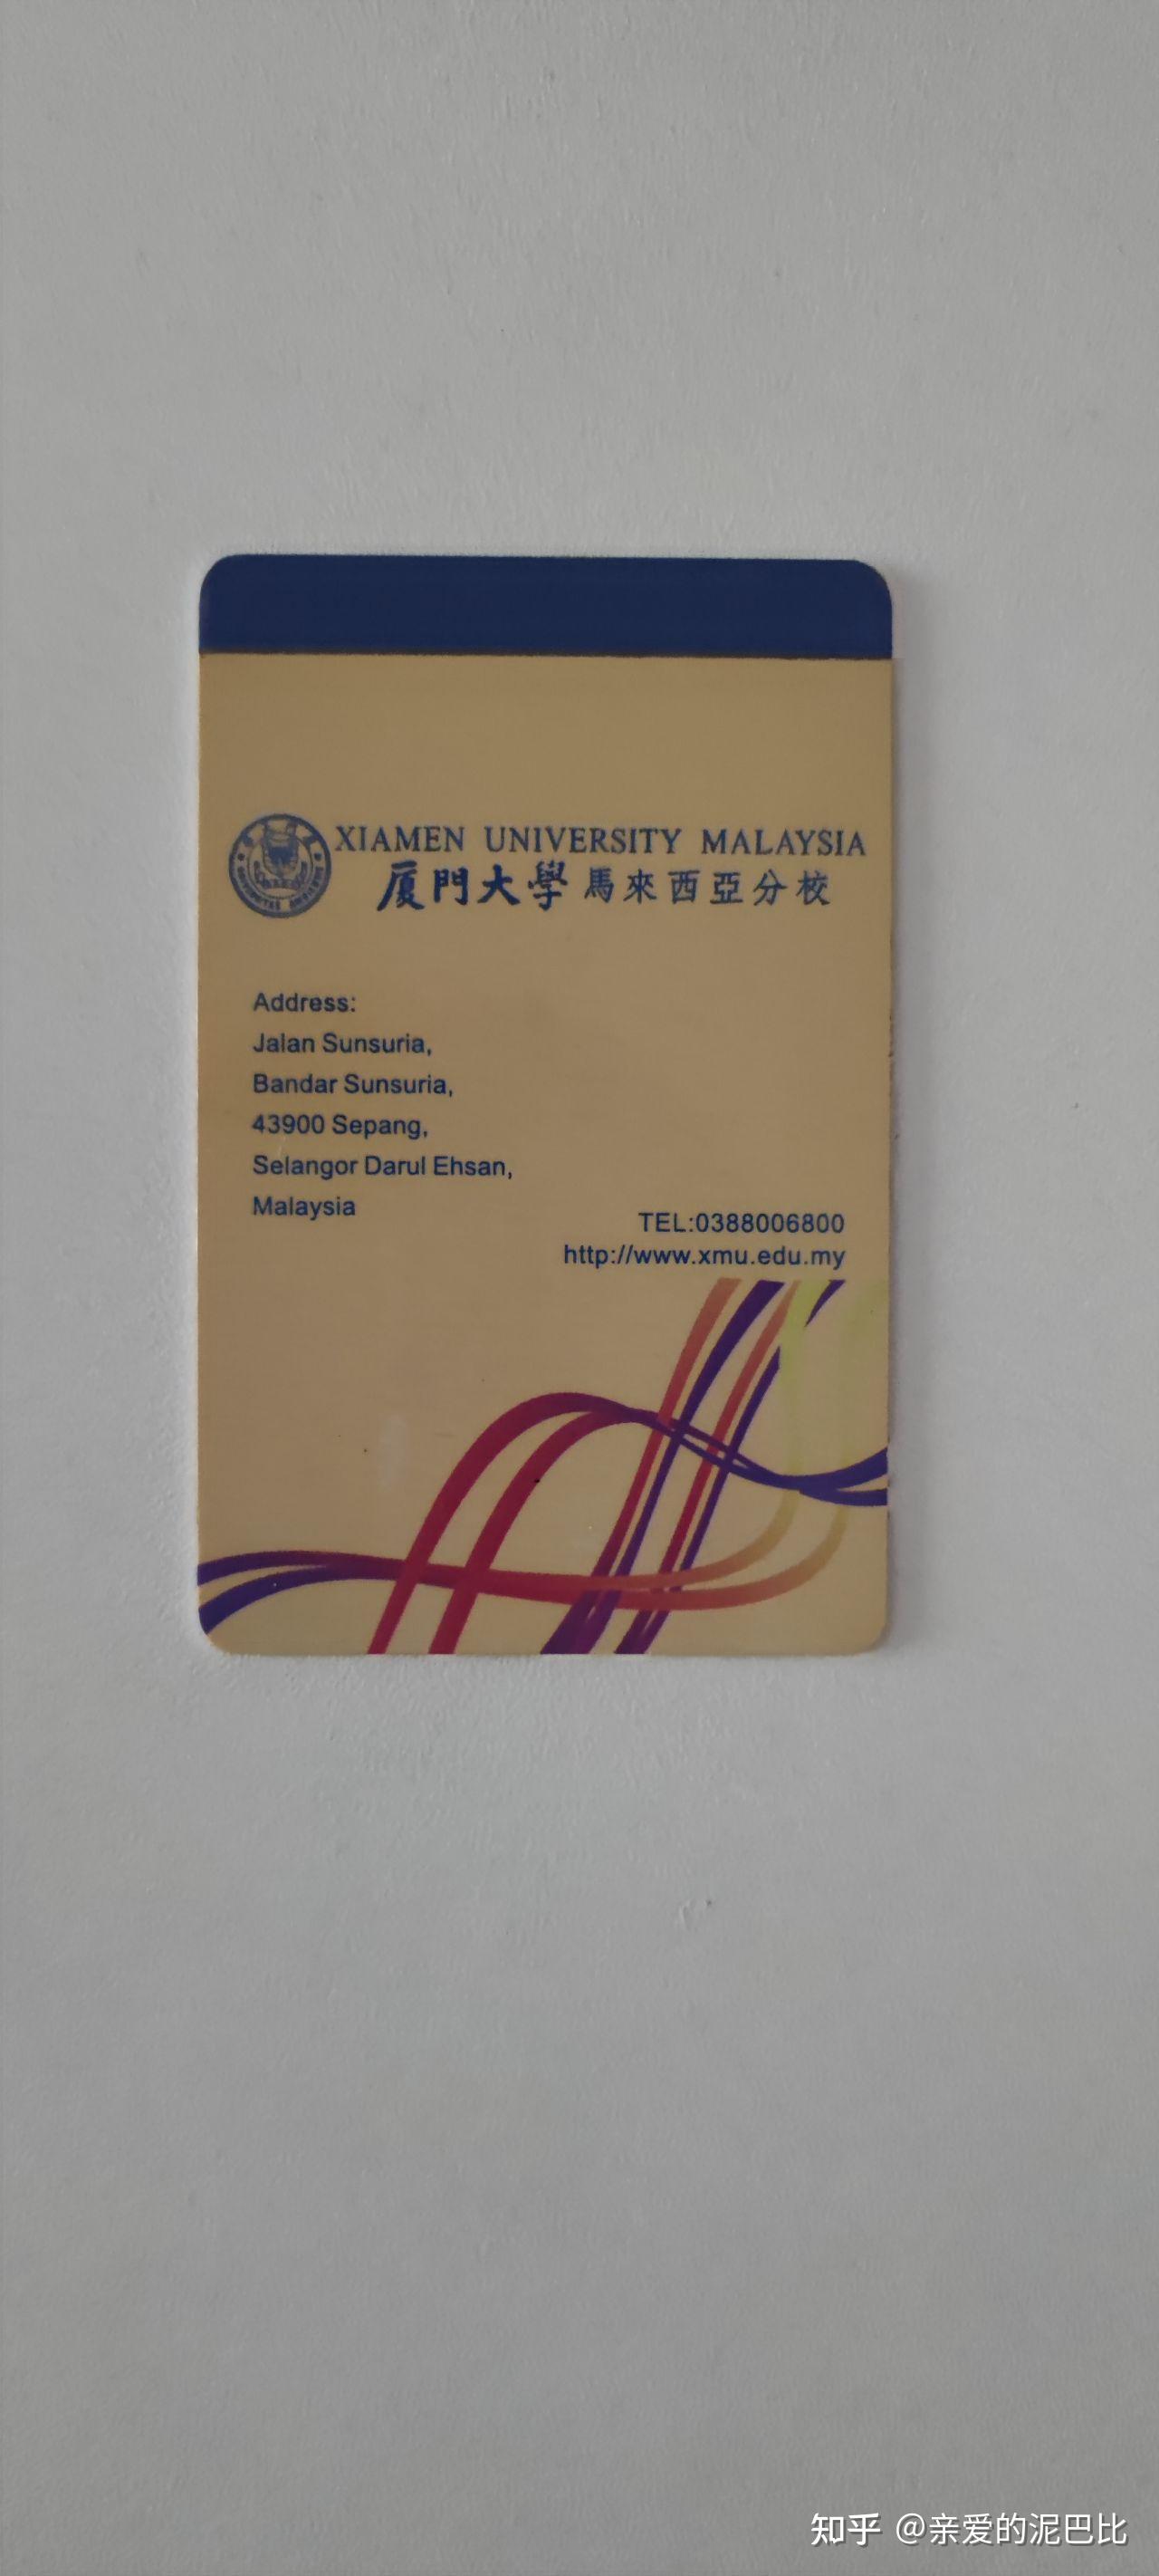 XIAMEN UNIVERSITY MALAYSIA
厦門大學 馬來西亞分校
Address:
Jalan Sunsuria,
Bandar Sunsuria,
43900 Sepang,
Selangor Darul Ehsan,
Malaysia
TEL:0388006800
http://www.xmu.edu.my
知乎 @亲爱的泥巴比